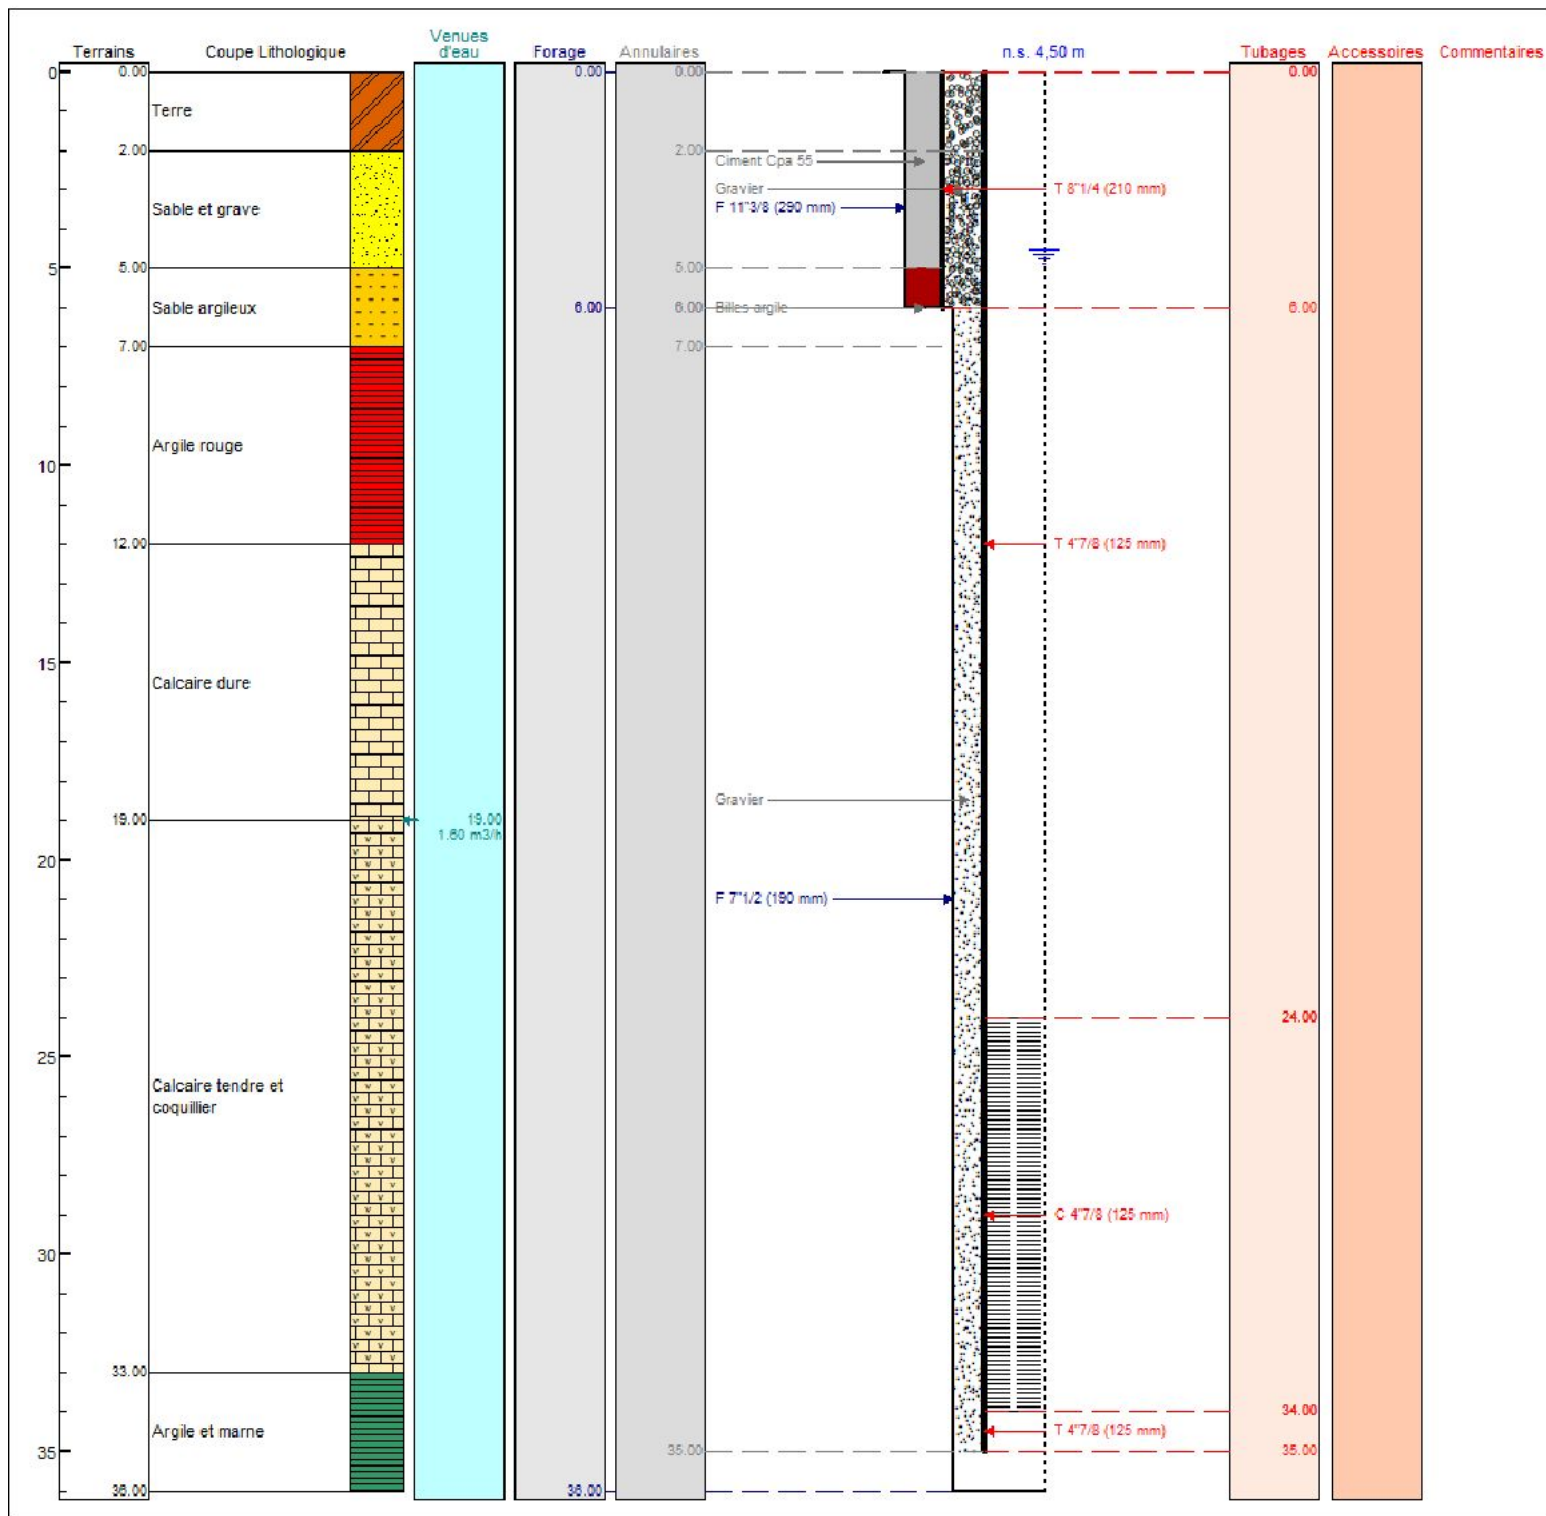 Terrains
Coupe Lithologique
Venues
d'eau
Forage
Annulaires
n.s. 4,50 m
Tubages
Accessoires
Commentaires
0
5
10
15
20
25
30
35
0.00
2.00
5.00
7.00
12.00
19.00
33.00
36.00
Terre
Sable et grave
Sable argileux
Argile rouge
Calcaire dure
Calcaire tendre et
coquillier
Argile et marne
19.00
1.60 m3/h
0.00
6.00
36.00
0.00
2.00
5.00
6.00
7.00
35.00
Ciment Cpa 55
Gravier
F 11"3/8 (290 mm)
Billes argile
Gravier
F 7"1/2 (190 mm)
T 8"1/4 (210 mm)
T 4"7/8 (125 mm)
C 4"7/8 (125 mm)
T 4"7/8 (125 mm)
0.00
6.00
24.00
34.00
35.00